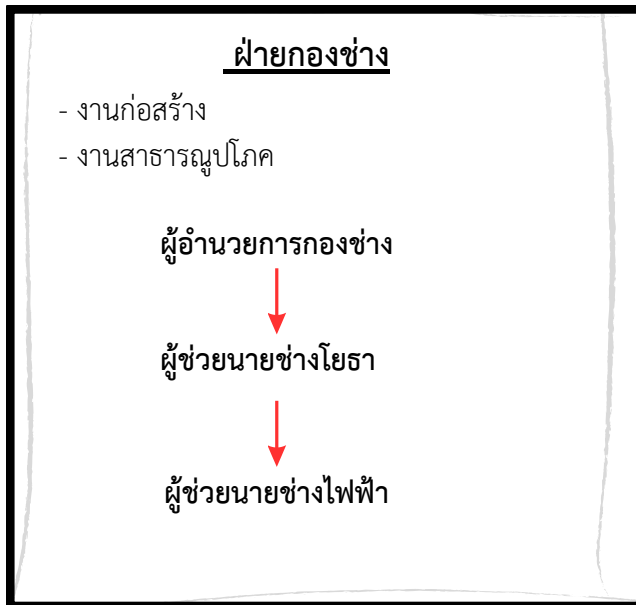 ฝ่ายกองช่าง
- งานก่อสร้าง
- งานสาธารณูปโภค
ผู้อำนวยการกองช่าง
ผู้ช่วยนายช่างโยธา
ผู้ช่วยนายช่างไฟฟ้า